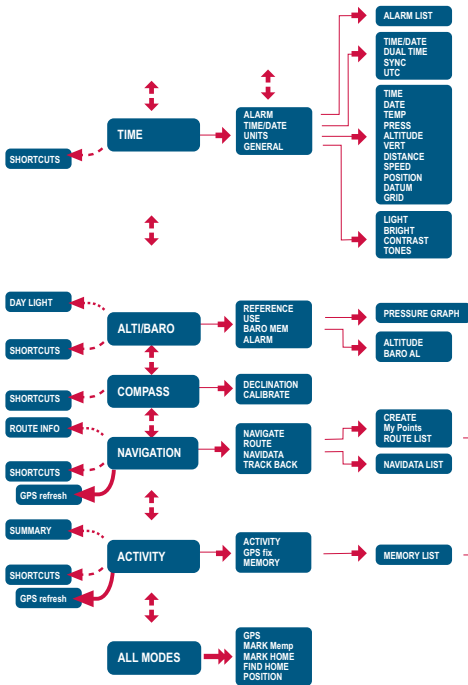 ALARM LIST
TIME/DATE
DUAL TIME
SYNC
UTC
TIME
ALARM
TIME/DATE
UNITS
GENERAL
SHORTCUTS
TIME
DATE
TEMP
PRESS
ALTITUDE
VERT
DISTANCE
SPEED
POSITION
DATUM
GRID
LIGHT
BRIGHT
CONTRAST
TONES
DAY LIGHT
SHORTCUTS
ALTI/BARO
REFERENCE
USE
BARO MEM
ALARM
PRESSURE GRAPH
ALTITUDE
BARO AL
SHORTCUTS
COMPASS
DECLINATION
CALIBRATE
ROUTE INFO
SHORTCUTS
GPS refresh
NAVIGATION
NAVIGATE
ROUTE
NAVIDATA
TRACK BACK
CREATE
My Points
ROUTE LIST
NAVIDATA LIST
SUMMARY
SHORTCUTS
GPS refresh
ACTIVITY
ACTIVITY
GPS fix
MEMORY
MEMORY LIST
ALL MODES
GPS
MARK Memp
MARK HOME
FIND HOME
POSITION